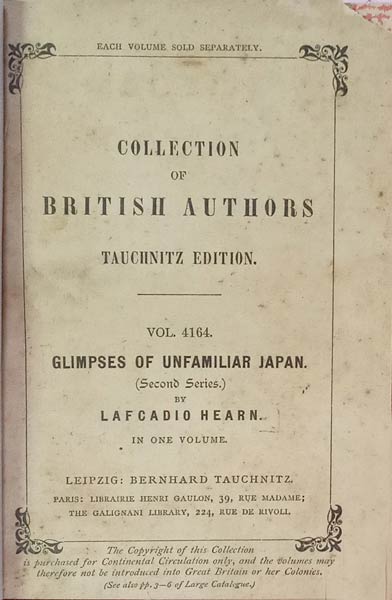 EACH VOLUME SOLD SEPARATELY.
COLLECTION
OF
BRITISH AUTHORS
TAUCHNITZ EDITION.
VOL. 4164.
GLIMPSES OF UNFAMILIAR JAPAN.
(Second Series.)
BY
LAFCADIO HEARN.
IN ONE VOLUME.
LEIPZIG: BERNHARD TAUCHNITZ.
PARIS: LIBRAIRIE HENRI GAULON, 39, RUE MADAME;
THE GALIGNANI LIBRARY, 224, RUE DE RIVOLI.
The Copyright of this Collection
is purchased for Continental Circulation only, and the volumes may
therefore not be introduced into Great Britain or her Colonies.
(See also pp. 3—6 of Large Catalogue.)